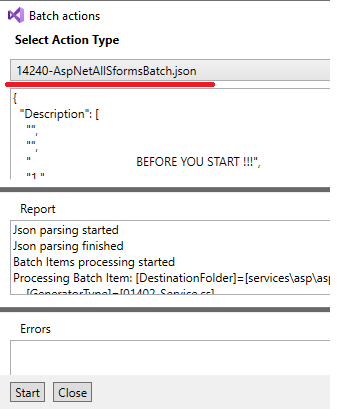 Batch actions
Select Action Type
14240-AspNetAllSformsBatch.json
{
"Description": [
"",
"",
" BEFORE YOU START !!!",
"1."
Report
Json parsing started
Json parsing finished
Batch Items processing started
Processing Batch Item: [DestinationFolder]=[services\asp\asp
[GeneratorType]=[01402-Service.cs]
Errors
Start Close